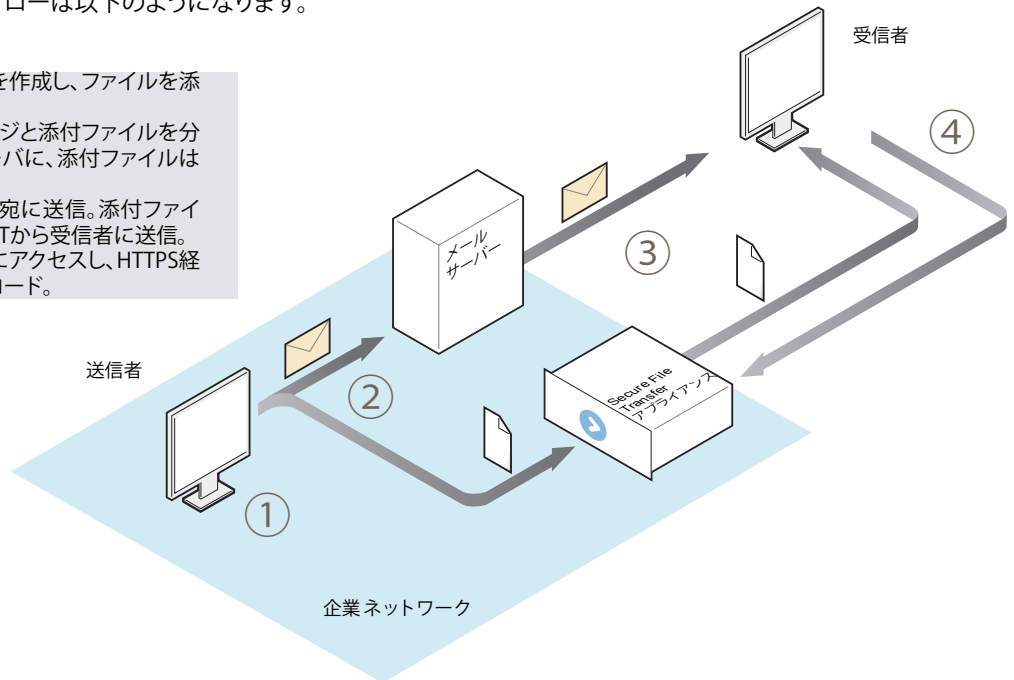 ローは以下のようになります。
を作成し、ファイルを添
ジと添付ファイルを分
ーバに、添付ファイルは
宛に送信。添付ファイ
Tから受信者に送信。
にアクセスし、HTTPS経
ード。
受信者
④
メール
サーバー
③
送信者
②
Secure File
Transfer
アプライアンス
①
企業ネットワーク